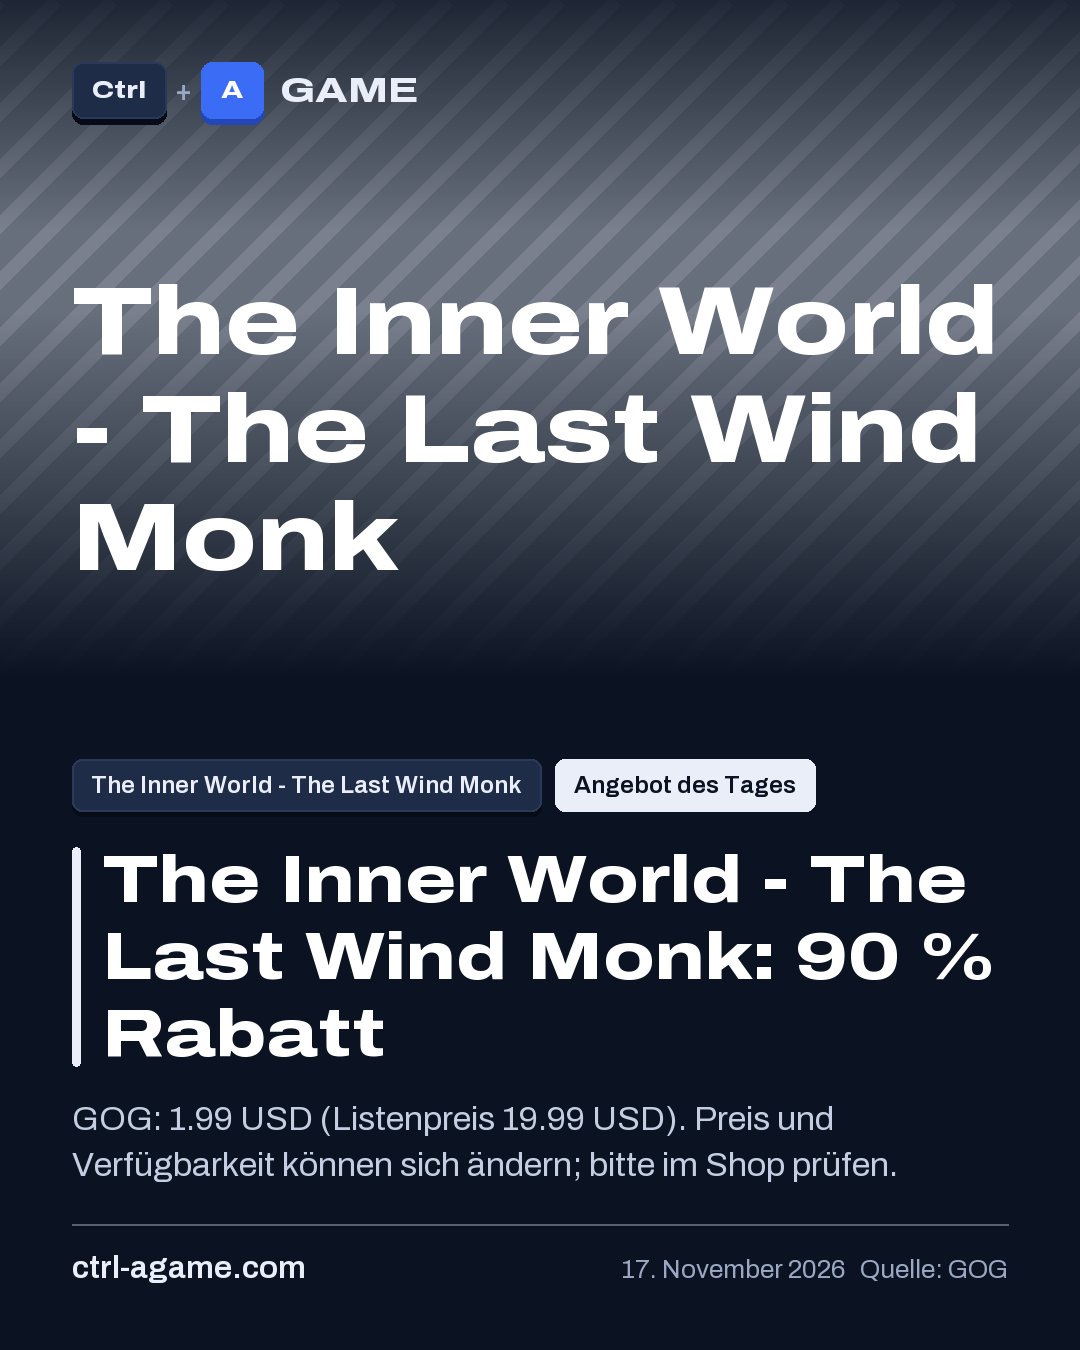 Ctrl + A GAME
The Inner World
- The Last Wind
Monk
The Inner World - The Last Wind Monk Angebot des Tages
The Inner World - The
Last Wind Monk: 90 %
Rabatt
GOG: 1.99 USD (Listenpreis 19.99 USD). Preis und
Verfügbarkeit können sich ändern; bitte im Shop prüfen.
ctrl-agame.com 17. November 2026 Quelle: GOG